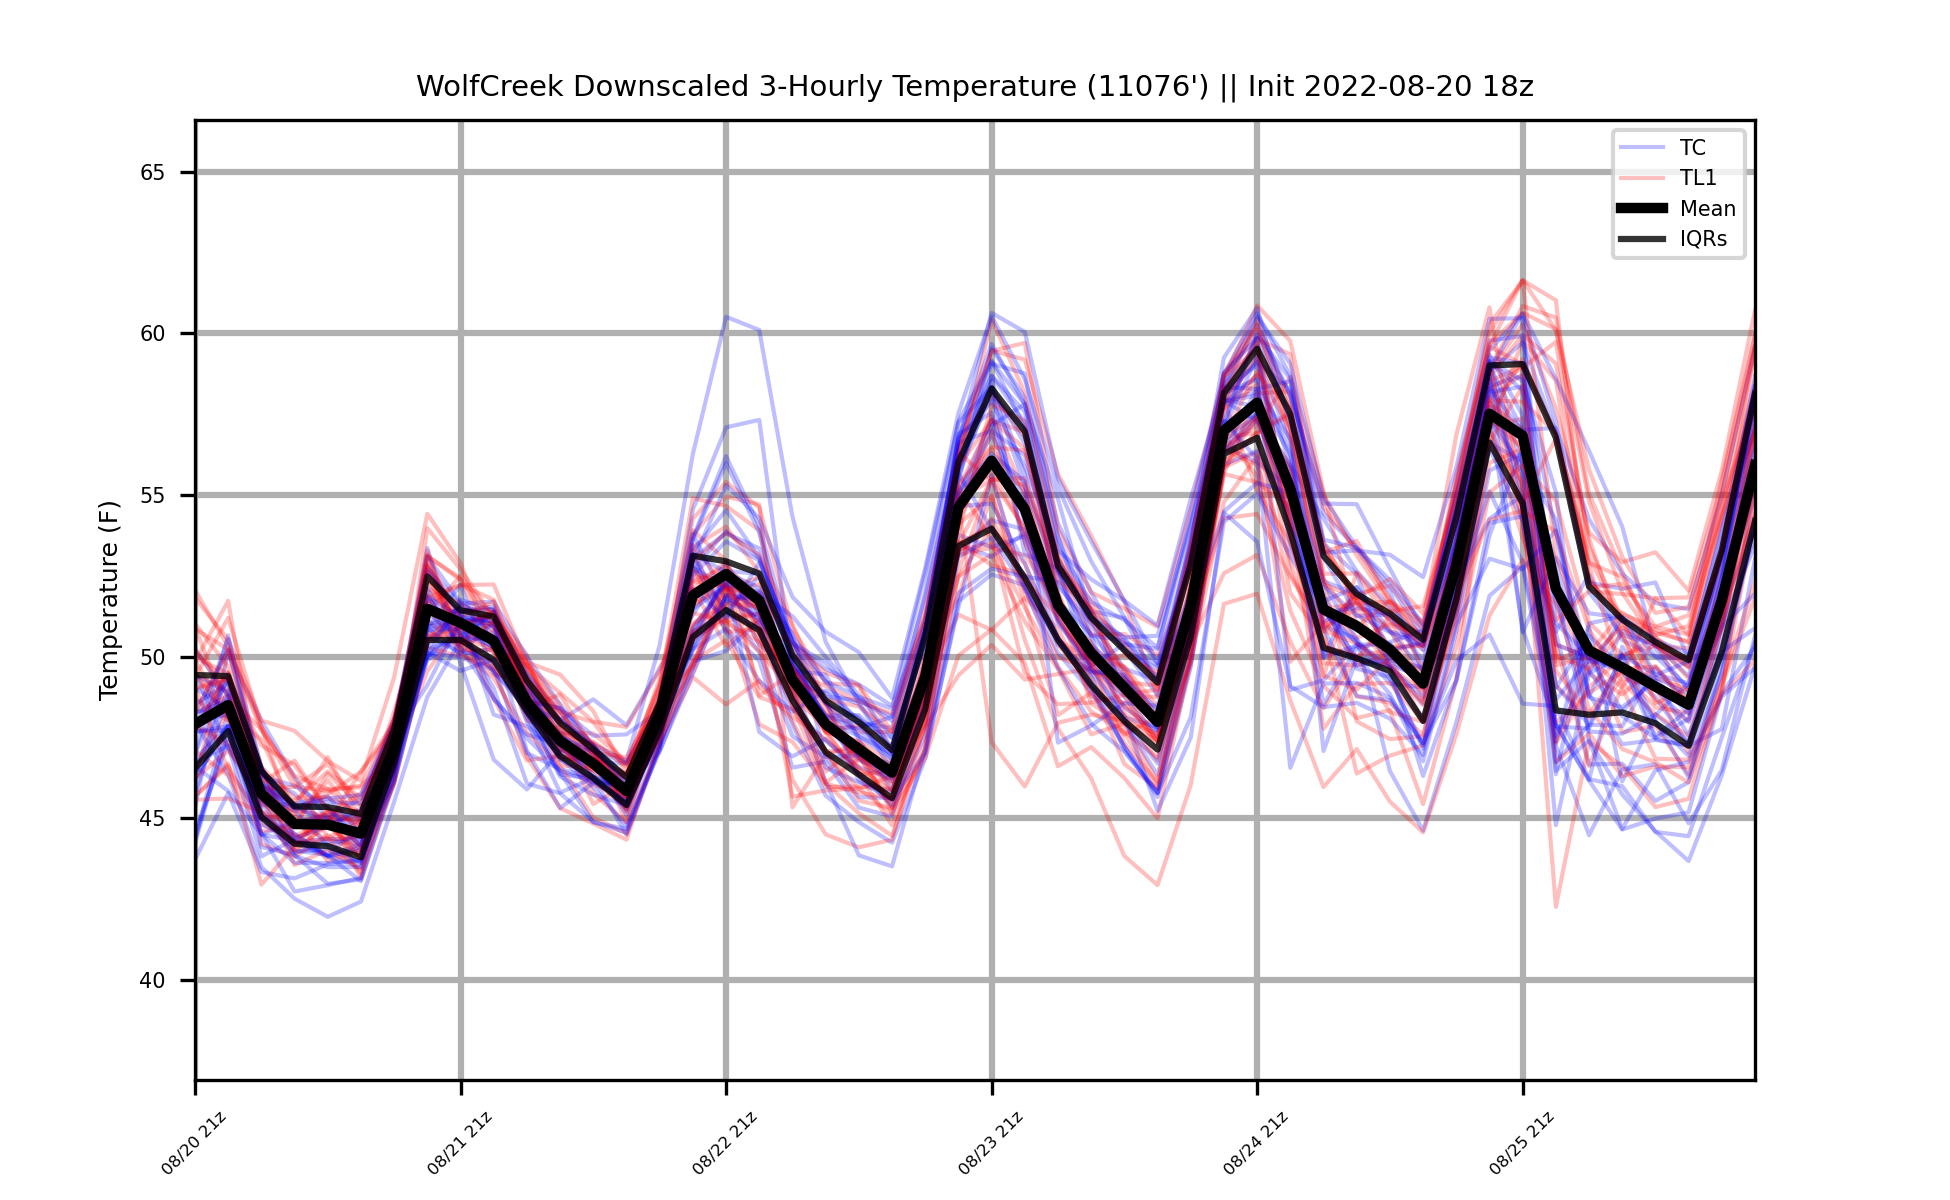 WolfCreek Downscaled 3-Hourly Temperature (11076') || Init 2022-08-20 18z
TC
TL1
Mean
IQRs
Temperature (F)
65
60
55
50
45
40
08/20 21z
08/21 21z
08/22 21z
08/23 21z
08/24 21z
08/25 21z